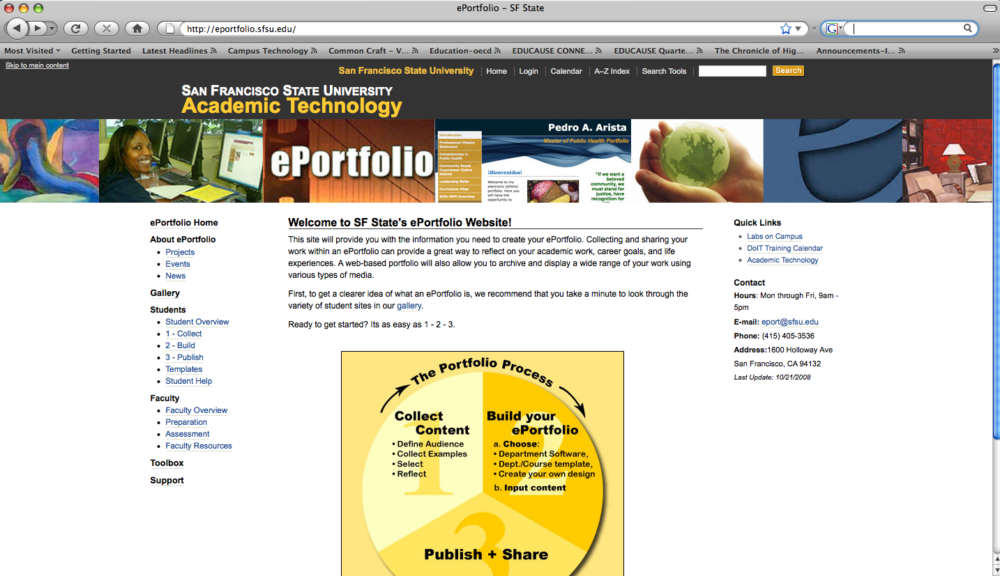 ePortfolio – SF State
http://eportfolio.sfsu.edu/
G
Most Visited Getting Started Latest Headlines Campus Technology Common Craft – V... Education-oecd EDUCAUSE CONNE... EDUCAUSE Quarte... The Chronicle of Hig... Announcements-I... »
Skip to main content
San Francisco State University Home Login Calendar A–Z Index Search Tools Search
SAN FRANCISCO STATE UNIVERSITY
Academic Technology
ePortfolio
Pedro A. Arista
Master of Public Health Portfolio
Introduction
Professional Mission
Statement
Competencies in
Public Health
Community Based
Experience: Castro
District
Leadership Skills
Curriculum Vitae
SFSU MPH Overview
¡Bienvenidos!
Welcome to my
electronic (eFolio)
portfolio. Here you
will have the
opportunity to
"If we want a
beloved
community, we
must stand for
justice, have
recognition for
e
ePortfolio Home
About ePortfolio
• Projects
• Events
• News
Gallery
Students
• Student Overview
• 1 - Collect
• 2 - Build
• 3 - Publish
• Templates
• Student Help
Faculty
• Faculty Overview
• Preparation
• Assessment
• Faculty Resources
Toolbox
Support
Welcome to SF State's ePortfolio Website!
This site will provide you with the information you need to create your ePortfolio. Collecting and sharing your
work within an ePortfolio can provide a great way to reflect on your academic work, career goals, and life
experiences. A web-based portfolio will also allow you to archive and display a wide range of your work using
various types of media.
First, to get a clearer idea of what an ePortfolio is, we recommend that you take a minute to look through the
variety of student sites in our gallery.
Ready to get started? Its as easy as 1 - 2 - 3.
The Portfolio Process
1
Collect
Content
• Define Audience
• Collect Examples
• Select
• Reflect
2
Build your
ePortfolio
a. Choose:
• Department Software,
• Dept./Course template,
• Create your own design
b. Input content
3
Publish + Share
Quick Links
• Labs on Campus
• DoIT Training Calendar
• Academic Technology
Contact
Hours: Mon through Fri, 9am -
5pm
E-mail: eport@sfsu.edu
Phone: (415) 405-3536
Address:1600 Holloway Ave
San Francisco, CA 94132
Last Update: 10/21/2008